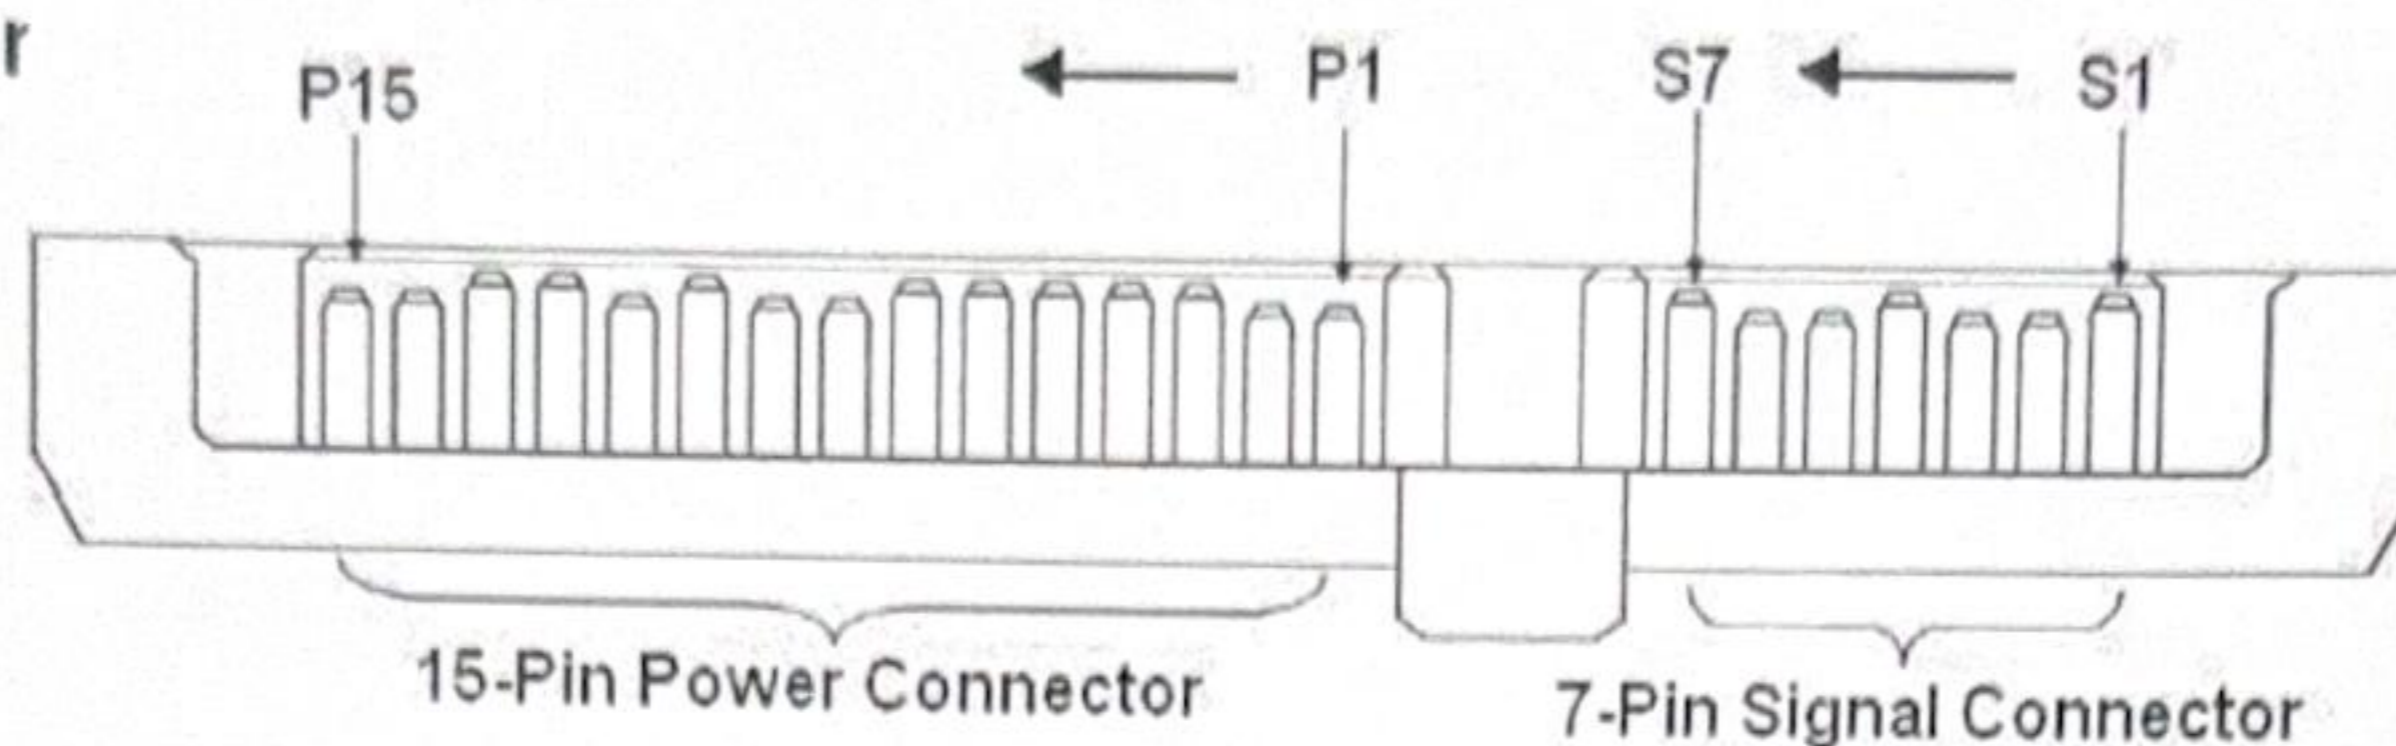 r
P15 P1 S7 S1
15-Pin Power Connector
7-Pin Signal Connector